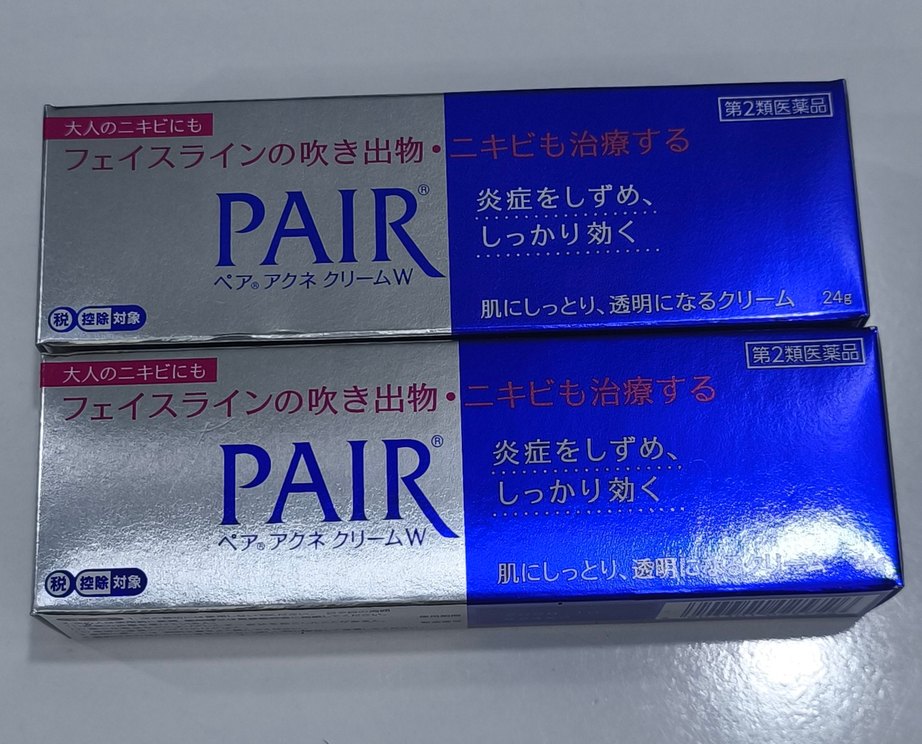 大人のニキビにも
フェイスラインの吹き出物・ニキビも治療する
第2類医薬品
PAIR®
ペア® アクネ クリームW
炎症をしずめ、
しっかり効く
肌にしっとり、透明になるクリーム
24g
税 控除 対象
大人のニキビにも
フェイスラインの吹き出物・ニキビも治療する
第2類医薬品
PAIR®
ペア® アクネ クリームW
炎症をしずめ、
しっかり効く
肌にしっとり、透明になるクリ
税 控除 対象